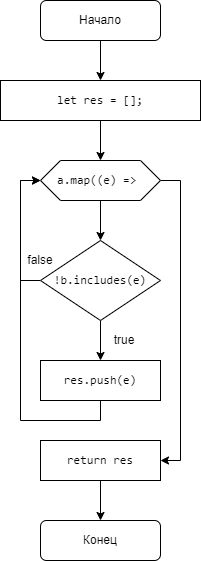 Начало
let res = [];
a.map((e) =>
false
!b.includes(e)
true
res.push(e)
return res
Конец